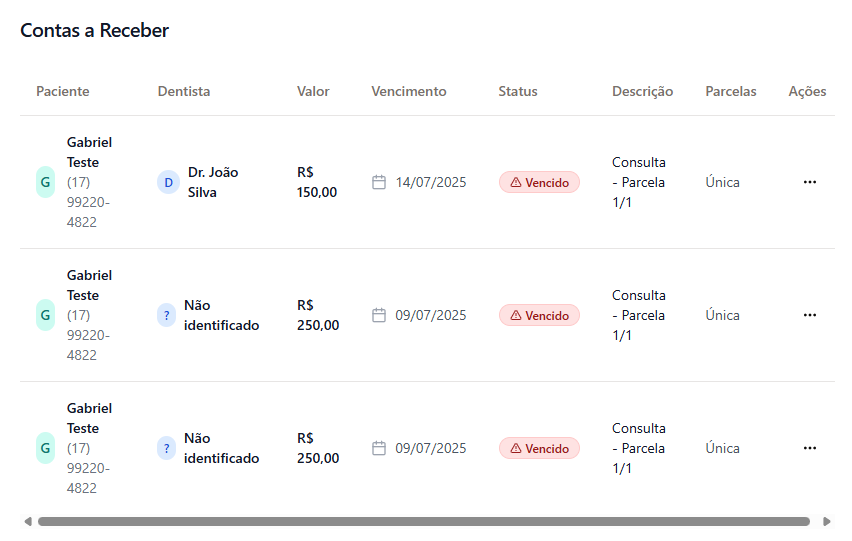 Contas a Receber
Paciente Dentista Valor Vencimento Status Descrição Parcelas Ações
Gabriel
Teste
(17)
99220-
4822
G
D
Dr. João
Silva
R$
150,00
14/07/2025
Vencido
Consulta
- Parcela
1/1
Única
···
Gabriel
Teste
(17)
99220-
4822
G
?
Não
identificado
R$
250,00
09/07/2025
Vencido
Consulta
- Parcela
1/1
Única
···
Gabriel
Teste
(17)
99220-
4822
G
?
Não
identificado
R$
250,00
09/07/2025
Vencido
Consulta
- Parcela
1/1
Única
···